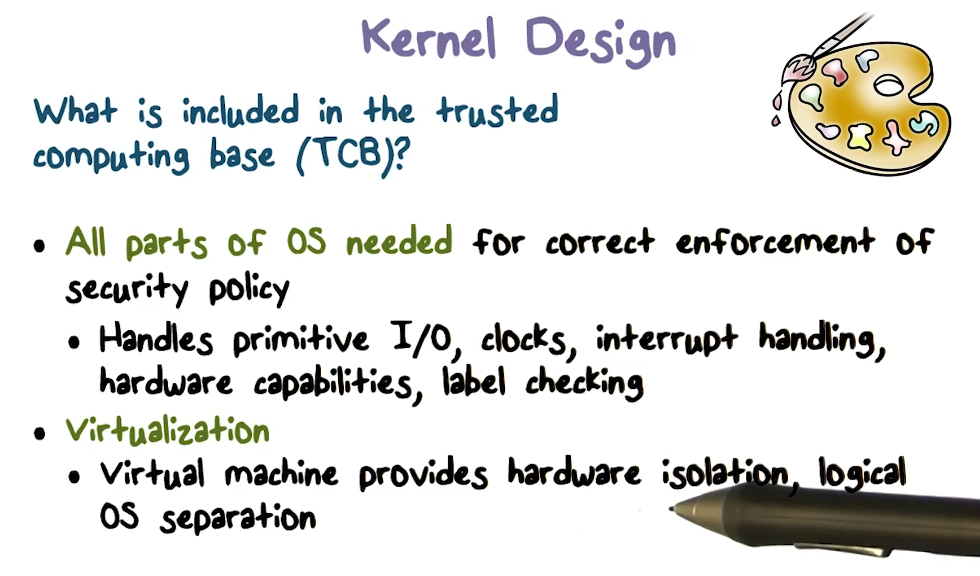 Kernel Design
What is included in the trusted
computing base (TCB)?
• All parts of OS needed for correct enforcement of
security policy
• Handles primitive I/O, clocks, interrupt handling,
hardware capabilities, label checking
• Virtualization
• Virtual machine provides hardware isolation, logical
OS separation